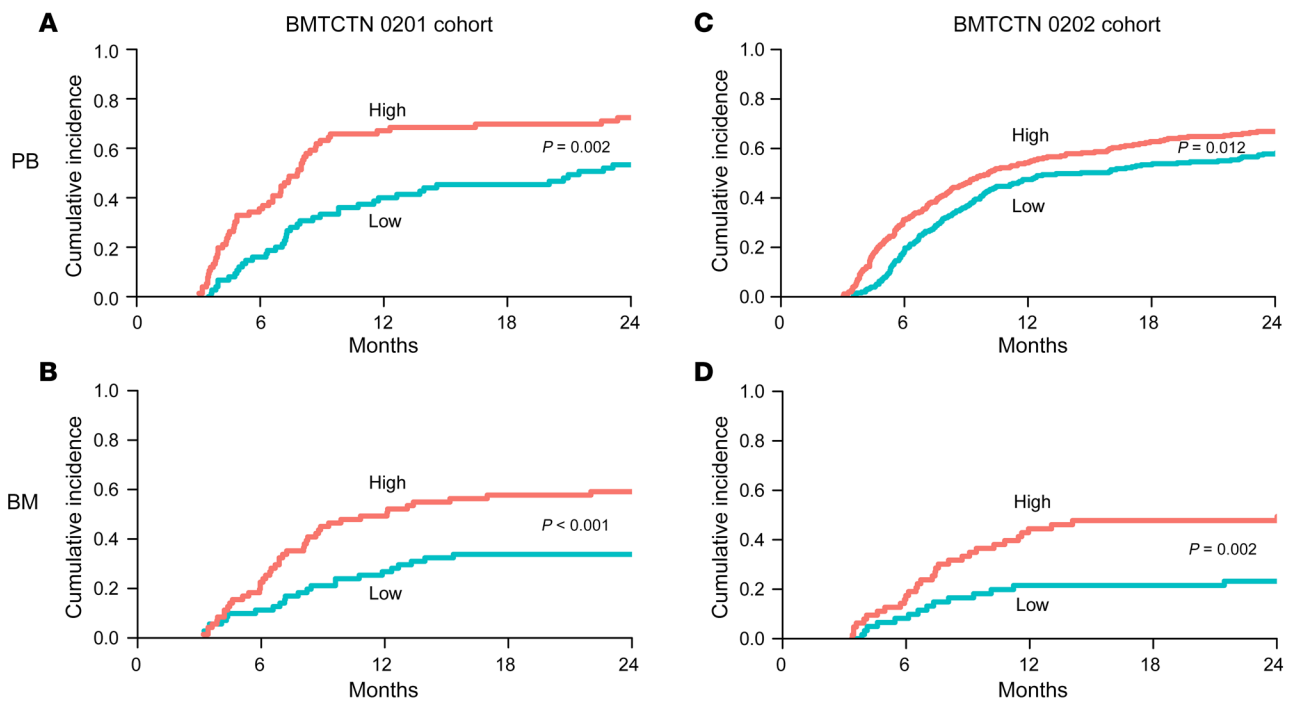 A
BMTCTN 0201 cohort
PB
Cumulative incidence
1.0
0.8
0.6
0.4
0.2
0.0
High
P = 0.002
Low
0 6 12 18 24
Months
C
BMTCTN 0202 cohort
Cumulative incidence
1.0
0.8
0.6
0.4
0.2
0.0
High
P = 0.012
Low
0 6 12 18 24
Months
B
BM
Cumulative incidence
1.0
0.8
0.6
0.4
0.2
0.0
High
P < 0.001
Low
0 6 12 18 24
Months
D
Cumulative incidence
1.0
0.8
0.6
0.4
0.2
0.0
High
P = 0.002
Low
0 6 12 18 24
Months